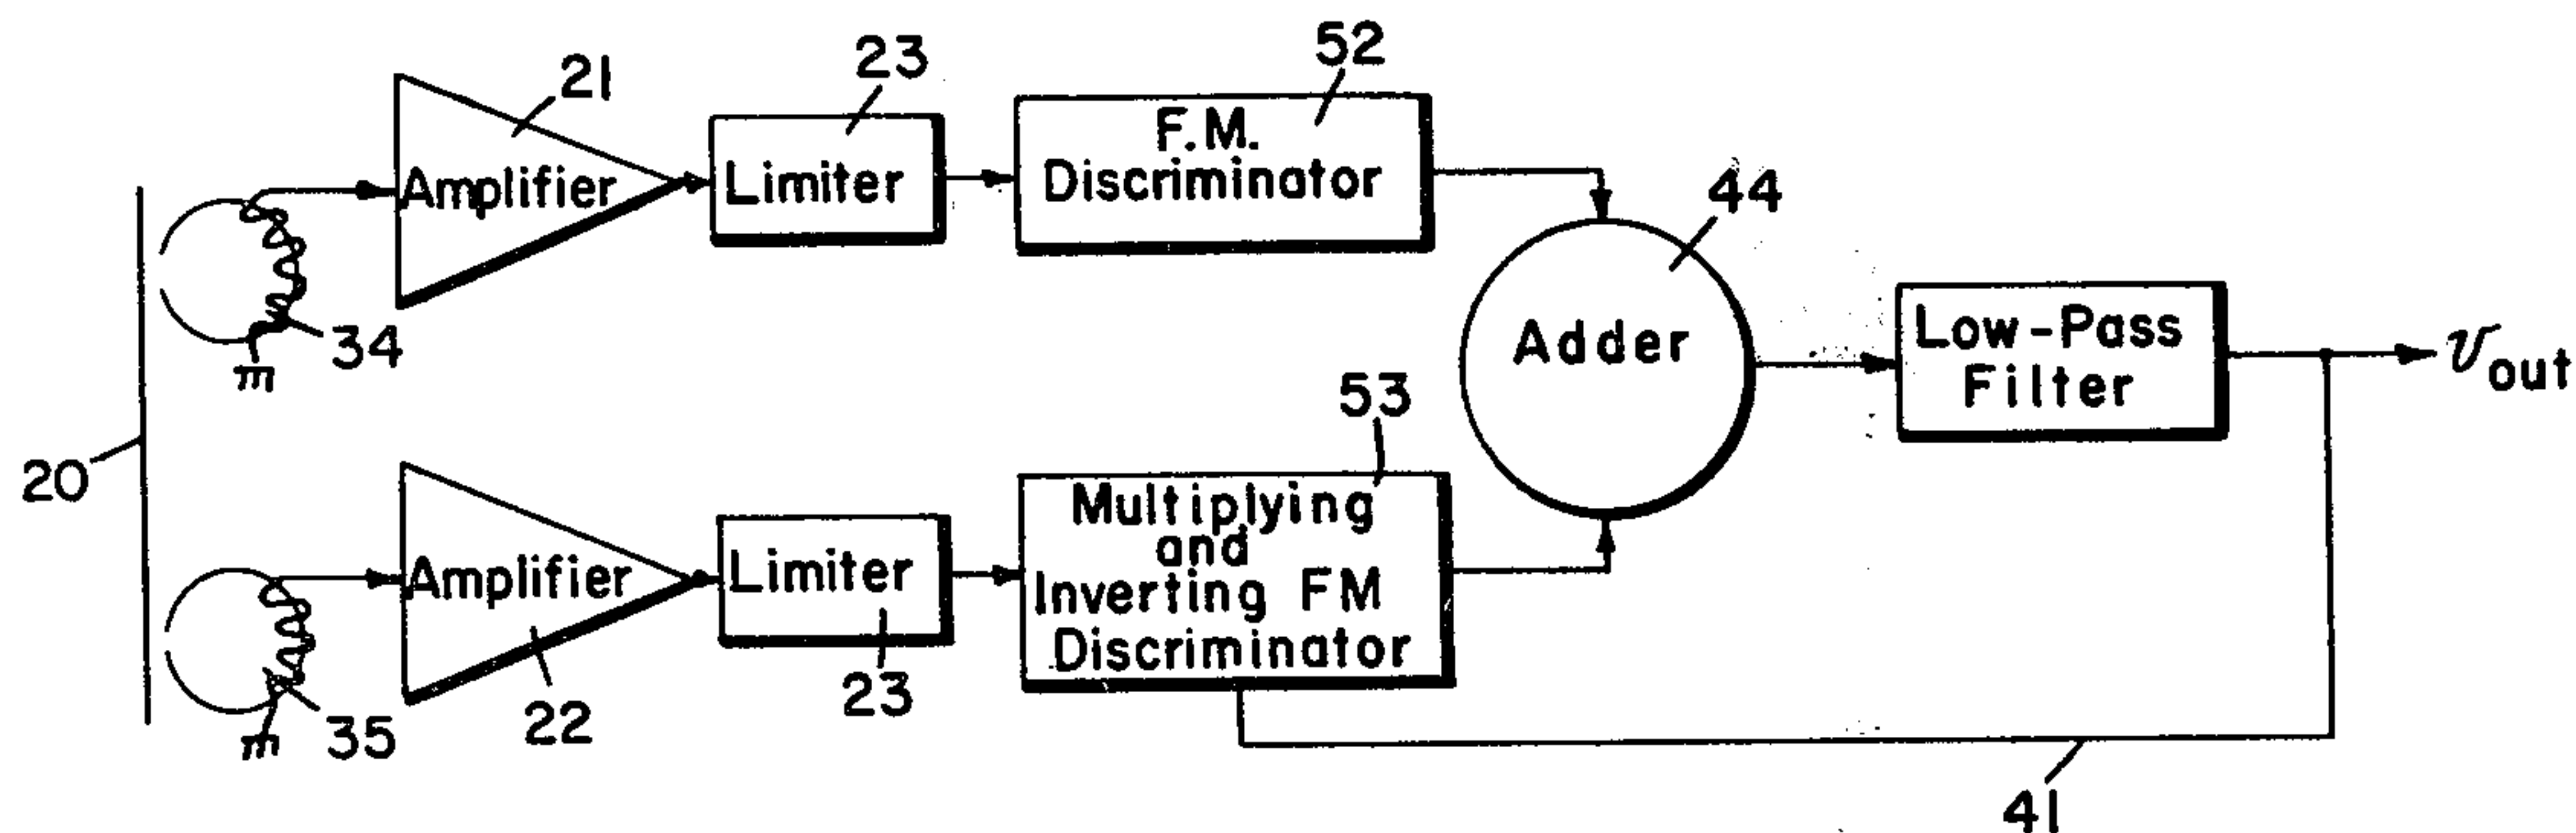 21
23
52
Amplifier
Limiter
F.M.
Discriminator
44
34
20
Adder
Low-Pass
Filter
v out
53
Amplifier
Limiter
Multiplying
and
Inverting FM
Discriminator
35
22
23
41